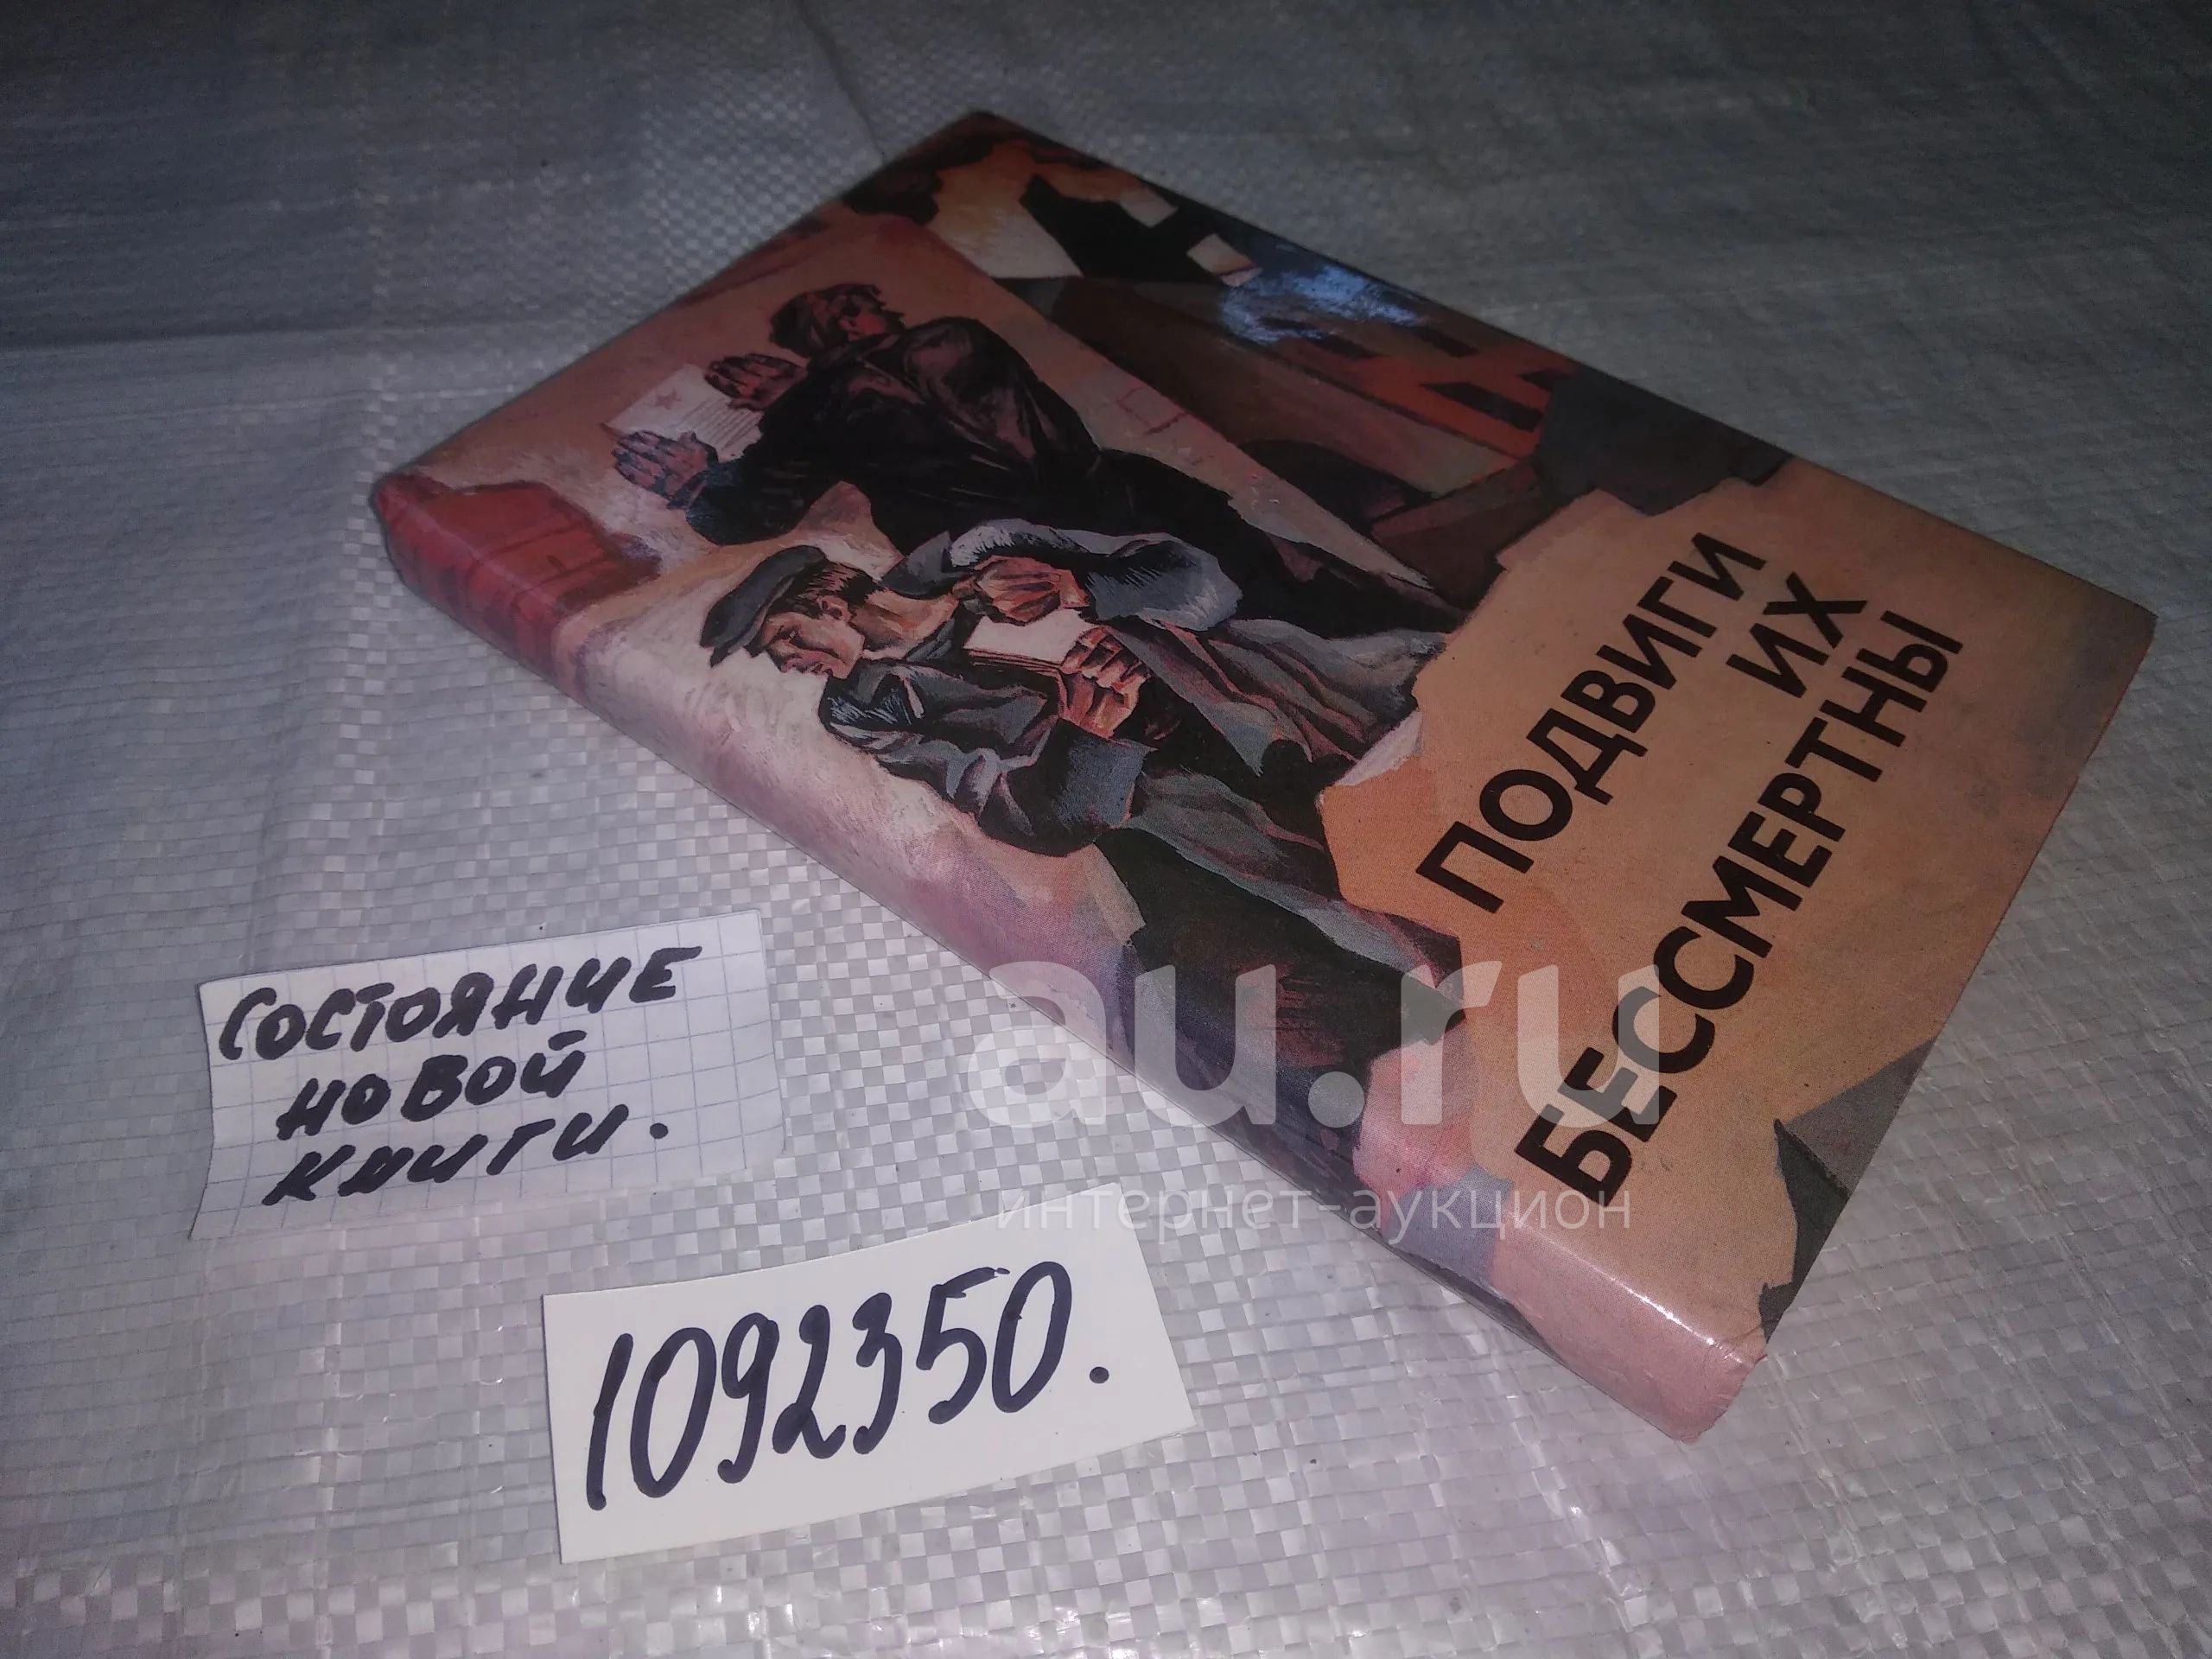 ПОДВИГИ
ИХ
БЕССМЕРТНЫ
au.ru
интернет-аукцион
СОСТОЯНИЕ
НОВОЙ
КНИГИ.
1092350.